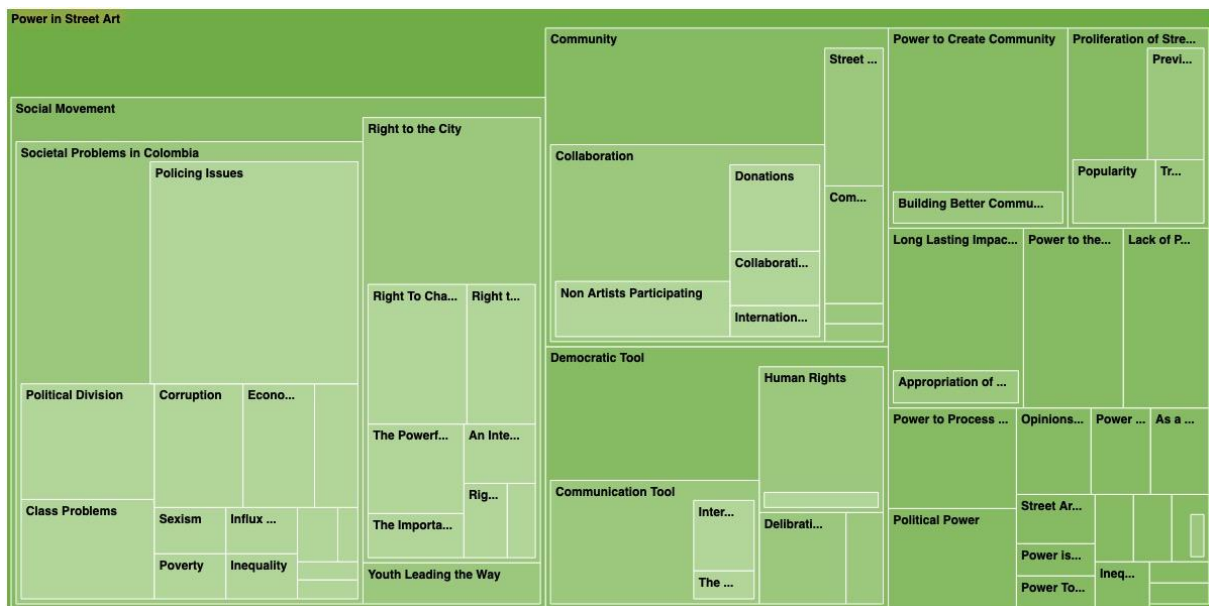 Power in Street Art
Social Movement
Societal Problems in Colombia
Policing Issues
Political Division
Corruption
Econo...
Class Problems
Sexism
Influx ...
Poverty
Inequality
Right to the City
Right To Cha...
Right t...
The Powerf...
An Inte...
Rig...
The Importa...
Youth Leading the Way
Community
Street ...
Collaboration
Donations
Com...
Collaborati...
Non Artists Participating
Internation...
Democratic Tool
Human Rights
Communication Tool
Inter...
The ...
Delibrati...
Power to Create Community
Building Better Commu...
Proliferation of Stre...
Previ...
Popularity
Tr...
Long Lasting Impac...
Appropriation of ...
Power to the...
Lack of P...
Power to Process ...
Opinions...
Power ...
As a ...
Political Power
Street Ar...
Power is...
Power To...
Ineq...